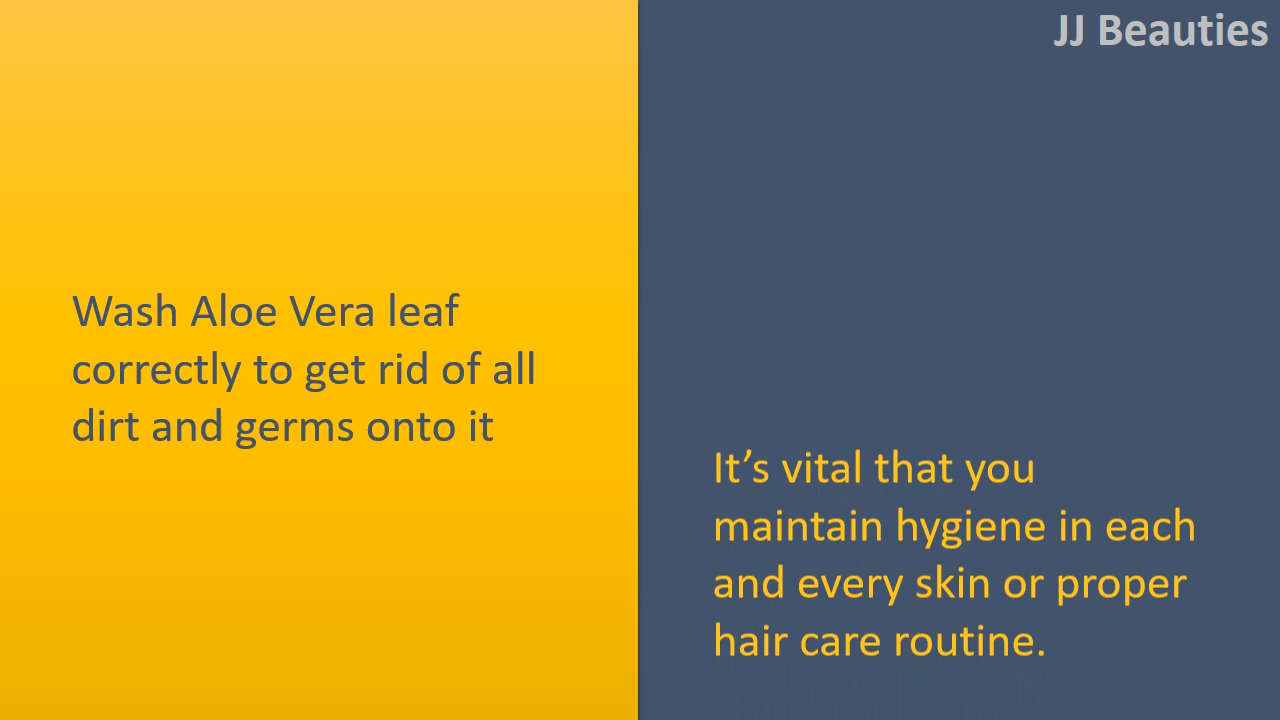 JJ Beauties
Wash Aloe Vera leaf
correctly to get rid of all
dirt and germs onto it
It’s vital that you
maintain hygiene in each
and every skin or proper
hair care routine.